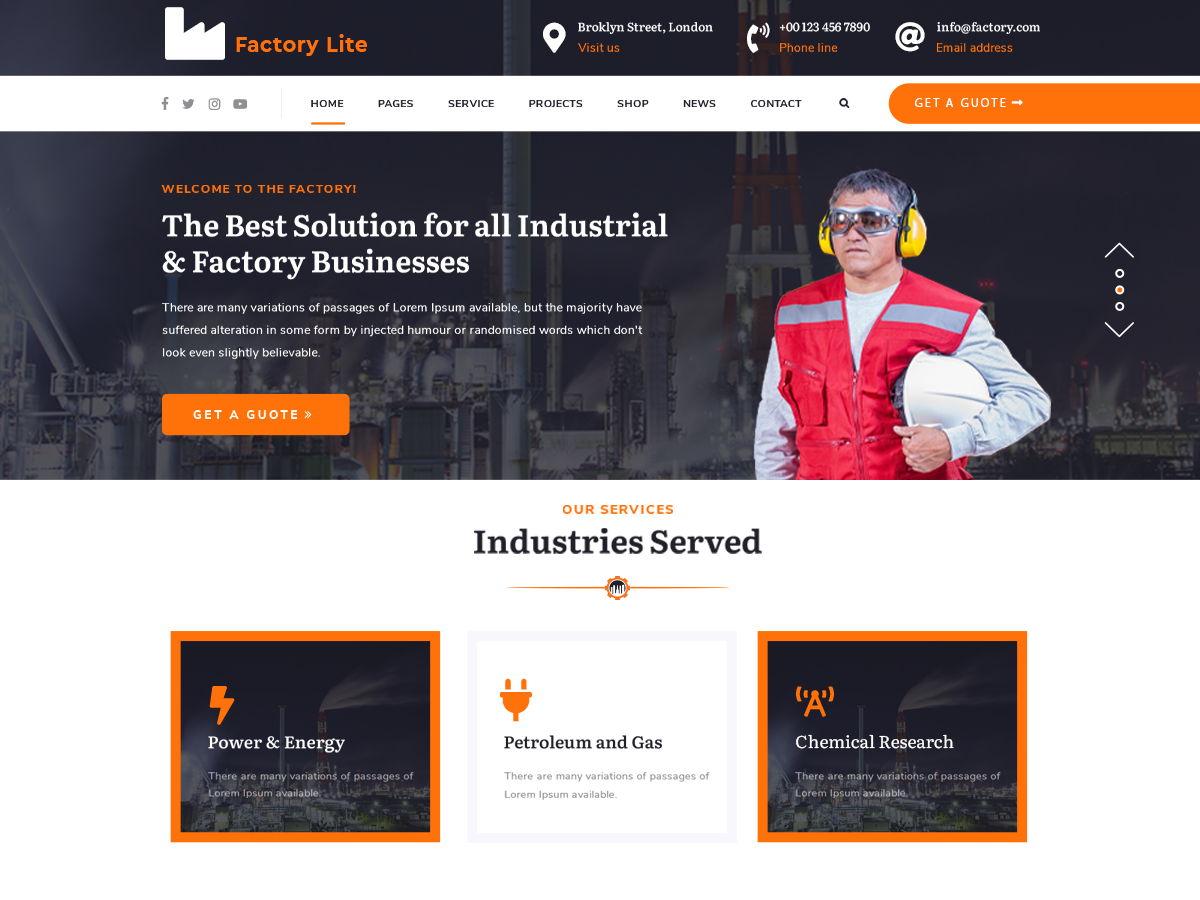 Factory Lite
Broklyn Street, London
Visit us
+00 123 456 7890
Phone line
info@factory.com
Email address
HOME
PAGES
SERVICE
PROJECTS
SHOP
NEWS
CONTACT
GET A GUOTE
WELCOME TO THE FACTORY!
The Best Solution for all Industrial
& Factory Businesses
There are many variations of passages of Lorem Ipsum available, but the majority have
suffered alteration in some form by injected humour or randomised words which don't
look even slightly believable.
GET A GUOTE »
OUR SERVICES
Industries Served
Power & Energy
There are many variations of passages of
Lorem Ipsum available.
Petroleum and Gas
There are many variations of passages of
Lorem Ipsum available.
Chemical Research
There are many variations of passages of
Lorem Ipsum available.